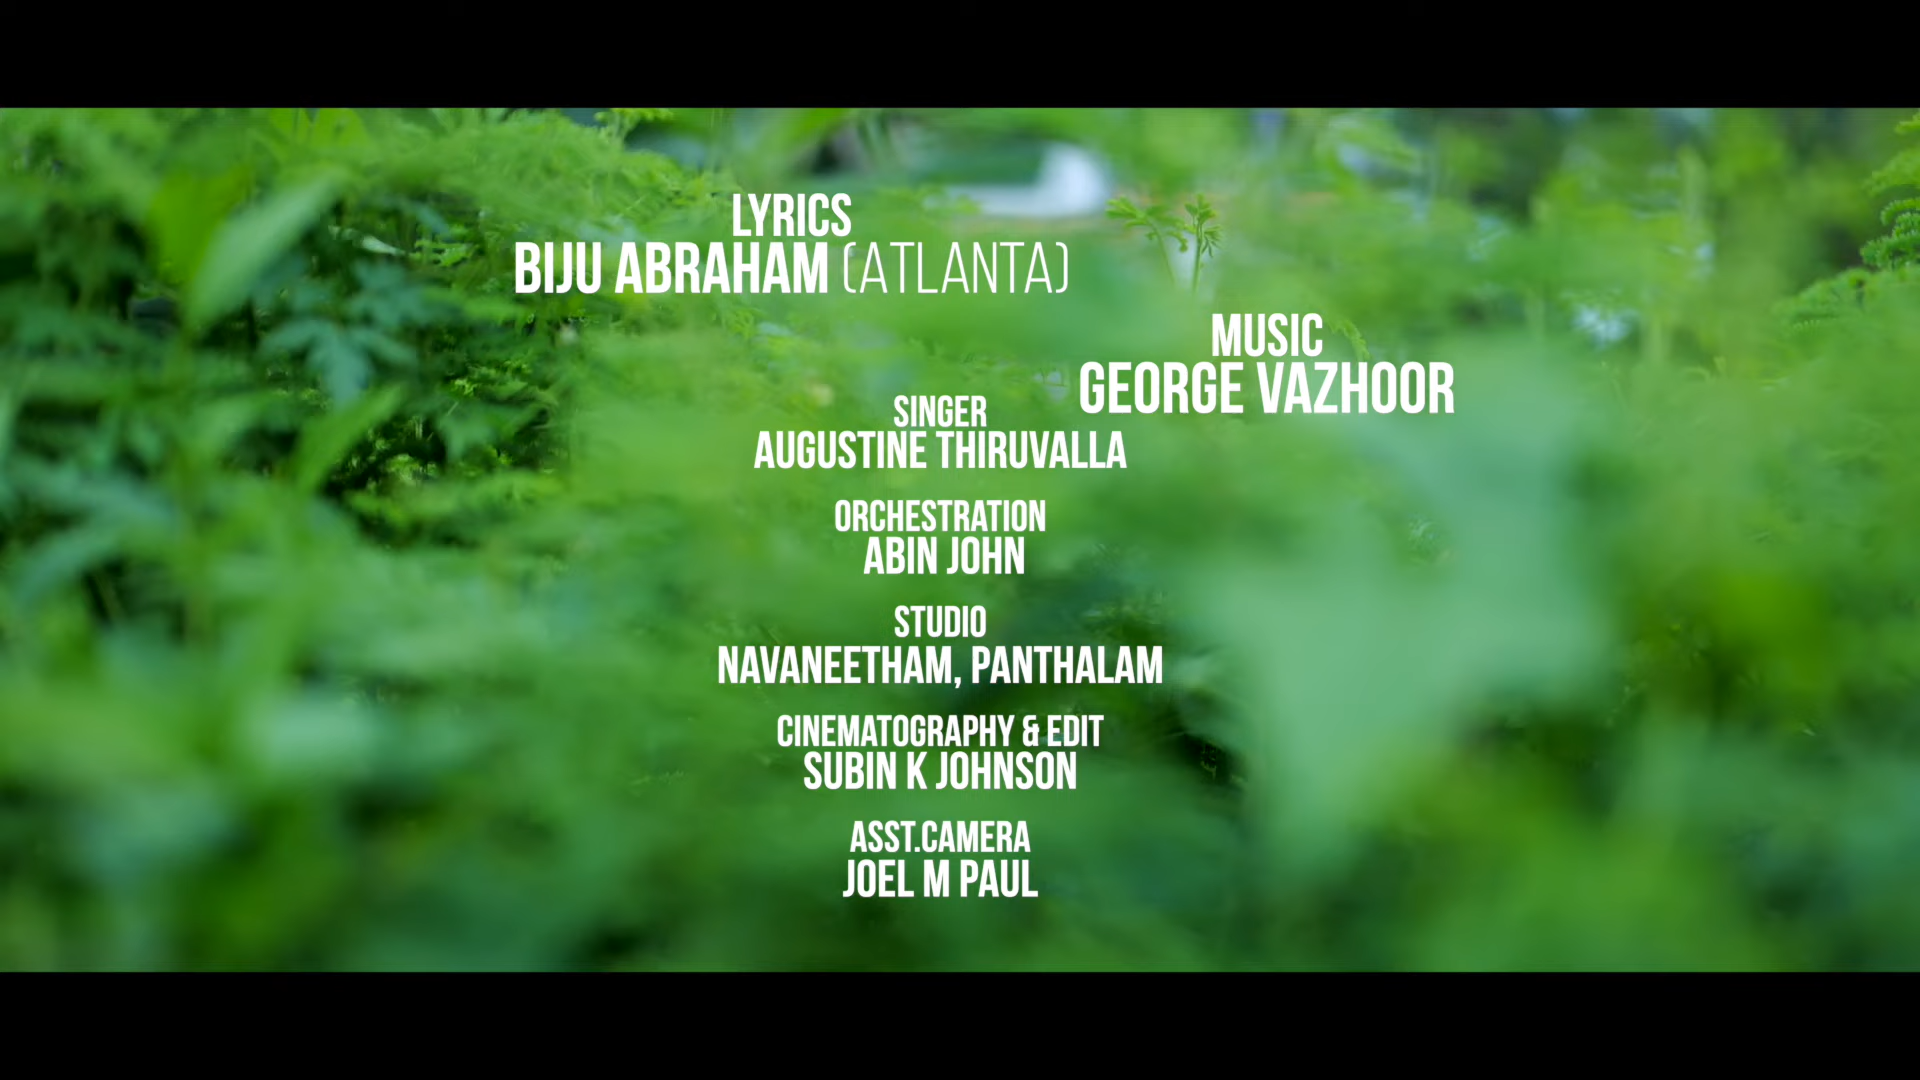 LYRICS
BIJU ABRAHAM (ATLANTA)
MUSIC
GEORGE VAZHOOR
SINGER
AUGUSTINE THIRUVALLA
ORCHESTRATION
ABIN JOHN
STUDIO
NAVANEETHAM, PANTHALAM
CINEMATOGRAPHY & EDIT
SUBIN K JOHNSON
ASST.CAMERA
JOEL M PAUL